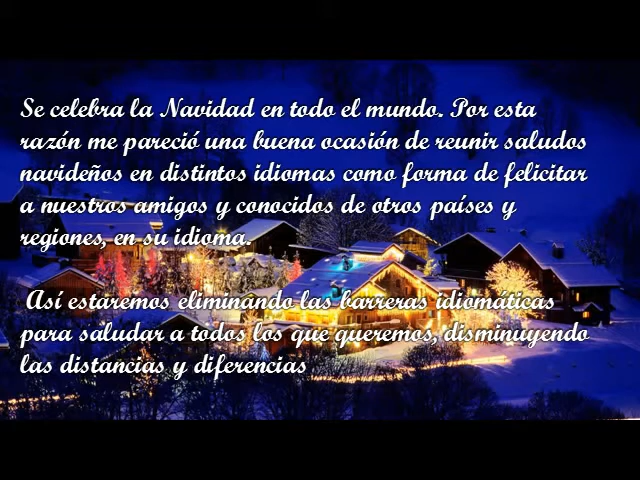 Se celebra la Navidad en todo el mundo. Por esta
razón me pareció una buena ocasión de reunir saludos
navideños en distintos idiomas como forma de felicitar
a nuestros amigos y conocidos de otros países y
regiones, en su idioma.
Así estaremos eliminando las barreras idiomáticas
para saludar a todos los que queremos, disminuyendo
las distancias y diferencias